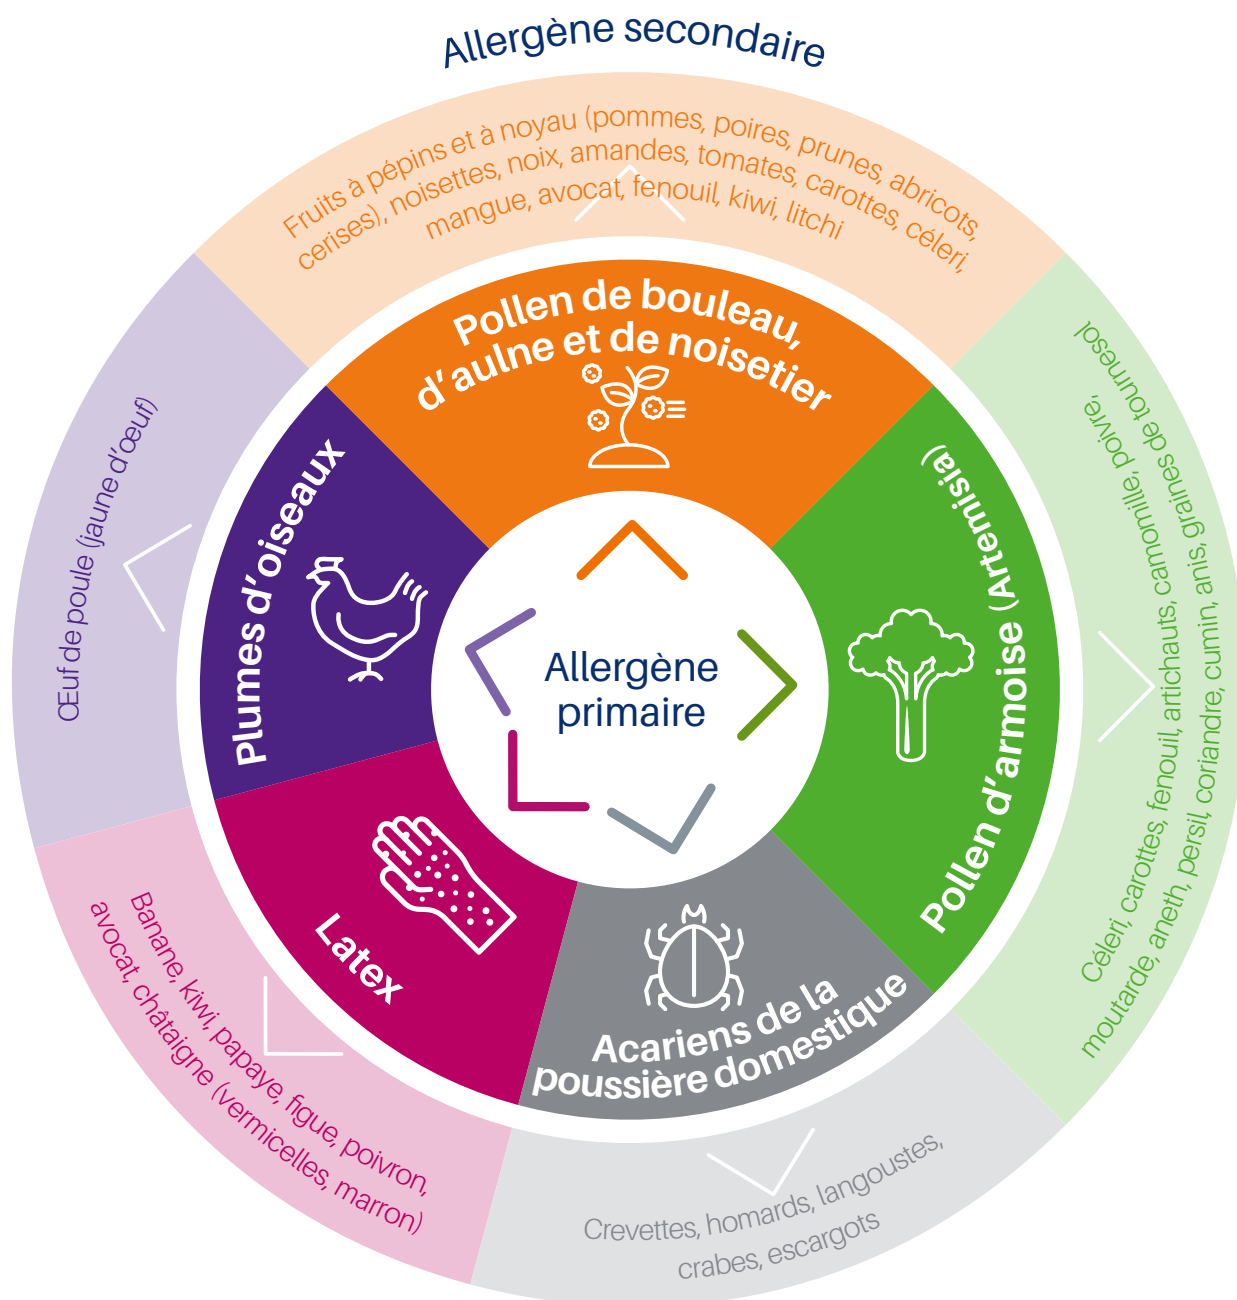 Allergène secondaire
Fruits à pépins et à noyau (pommes, poires, prunes, abricots,
cerises), noisettes, noix, amandes, tomates, carottes, céleri,
mangue, avocat, fenouil, kiwi, litchi
Pollen de bouleau,
d’aulne et de noisetier
Pollen d’armoise (Artemisia)
Céleri, carottes, fenouil, artichauts, camomille, poivre,
moutarde, aneth, persil, coriandre, cumin, anis, graines de tournesol
Acariens de la
poussière domestique
Crevettes, homards, langoustes,
crabes, escargots
Latex
Banane, kiwi, papaye, figue, poivron,
avocat, châtaigne (vermicelles, marron)
Plumes d’oiseaux
Œuf de poule (jaune d’œuf)
Allergène
primaire